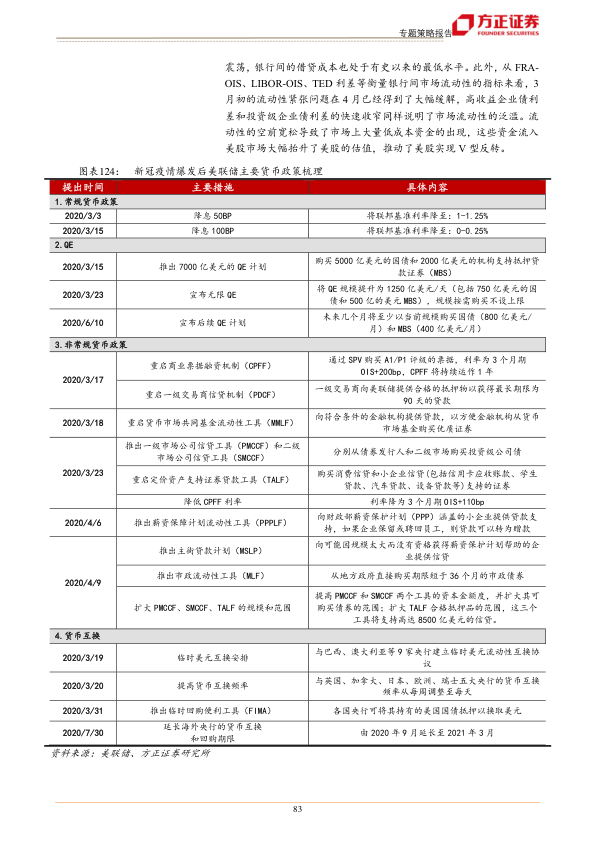 专题策略报告
方正证券
FOUNDER SECURITIES
震荡，银行间的借贷成本也处于有史以来的最低水平。此外，从 FRA-
OIS、LIBOR-OIS、TED 利差等衡量银行间市场流动性的指标来看，3
月初的流动性紧张问题在 4 月已经得到了大幅缓解，高收益企业债利
差和投资级企业债利差的快速收窄同样说明了市场流动性的泛滥。流
动性的空前宽松导致了市场上大量低成本资金的出现，这些资金流入
美股市场大幅抬升了美股的估值，推动了美股实现 V 型反转。
图表124： 新冠疫情爆发后美联储主要货币政策梳理
提出时间 主要措施 具体内容
1.常规货币政策
2020/3/3 降息 50BP 将联邦基准利率降至：1-1.25%
2020/3/15 降息 100BP 将联邦基准利率降至：0-0.25%
2.QE
2020/3/15 推出 7000 亿美元的 QE 计划 购买 5000 亿美元的国债和 2000 亿美元的机构支持抵押贷
款证券（MBS）
2020/3/23 宣布无限 QE 将 QE 规模提升为 1250 亿美元/天（包括 750 亿美元的国
债和 500 亿的美元 MBS），规模按需购买不设上限
2020/6/10 宣布后续 QE 计划 未来几个月将至少以当前规模购买国债（800 亿美元/
月）和 MBS（400 亿美元/月）
3.非常规货币政策
2020/3/17 重启商业票据融资机制（CPFF） 通过 SPV 购买 A1/P1 评级的票据，利率为 3 个月期
OIS+200bp，CPFF 将持续运作 1 年
重启一级交易商信贷机制（PDCF） 一级交易商向美联储提供合格的抵押物以获得最长期限为
90 天的贷款
2020/3/18 重启货币市场共同基金流动性工具（MMLF） 向符合条件的金融机构提供贷款，以方便金融机构从货币
市场基金购买优质证券
2020/3/23 推出一级市场公司信贷工具（PMCCF）和二级
市场公司信贷工具（SMCCF） 分别从债券发行人和二级市场购买投资级公司债
重启定价资产支持证券贷款工具（TALF） 购买消费信贷和小企业信贷(包括信用卡应收账款、学生
贷款、汽车贷款、设备贷款等)支持的证券
降低 CPFF 利率 利率降为 3 个月期 OIS+110bp
2020/4/6 推出薪资保障计划流动性工具（PPPLF） 向财政部薪资保护计划（PPP）涵盖的小企业提供贷款支
持，如果企业保留或聘回员工，则贷款可以转为赠款
2020/4/9 推出主街贷款计划（MSLP） 向可能因规模太大而没有资格获得薪资保护计划帮助的企
业提供信贷
推出市政流动性工具（MLF） 从地方政府直接购买期限短于 36 个月的市政债券
扩大 PMCCF、SMCCF、TALF 的规模和范围 提高 PMCCF 和 SMCCF 两个工具的资本金额度，并扩大其可
购买债券的范围；扩大 TALF 合格抵押品的范围，这三个
工具将支持高达 8500 亿美元的信贷。
4.货币互换
2020/3/19 临时美元互换安排 与巴西、澳大利亚等 9 家央行建立临时美元流动性互换协
议
2020/3/20 提高货币互换频率 与英国、加拿大、日本、欧洲、瑞士五大央行的货币互换
频率从每周调整至每天
2020/3/31 推出临时回购便利工具（FIMA） 各国央行可将其持有的美国国债抵押以换取美元
2020/7/30 延长海外央行的货币互换
和回购期限 由 2020 年 9 月延长至 2021 年 3 月
资料来源：美联储、方正证券研究所
83